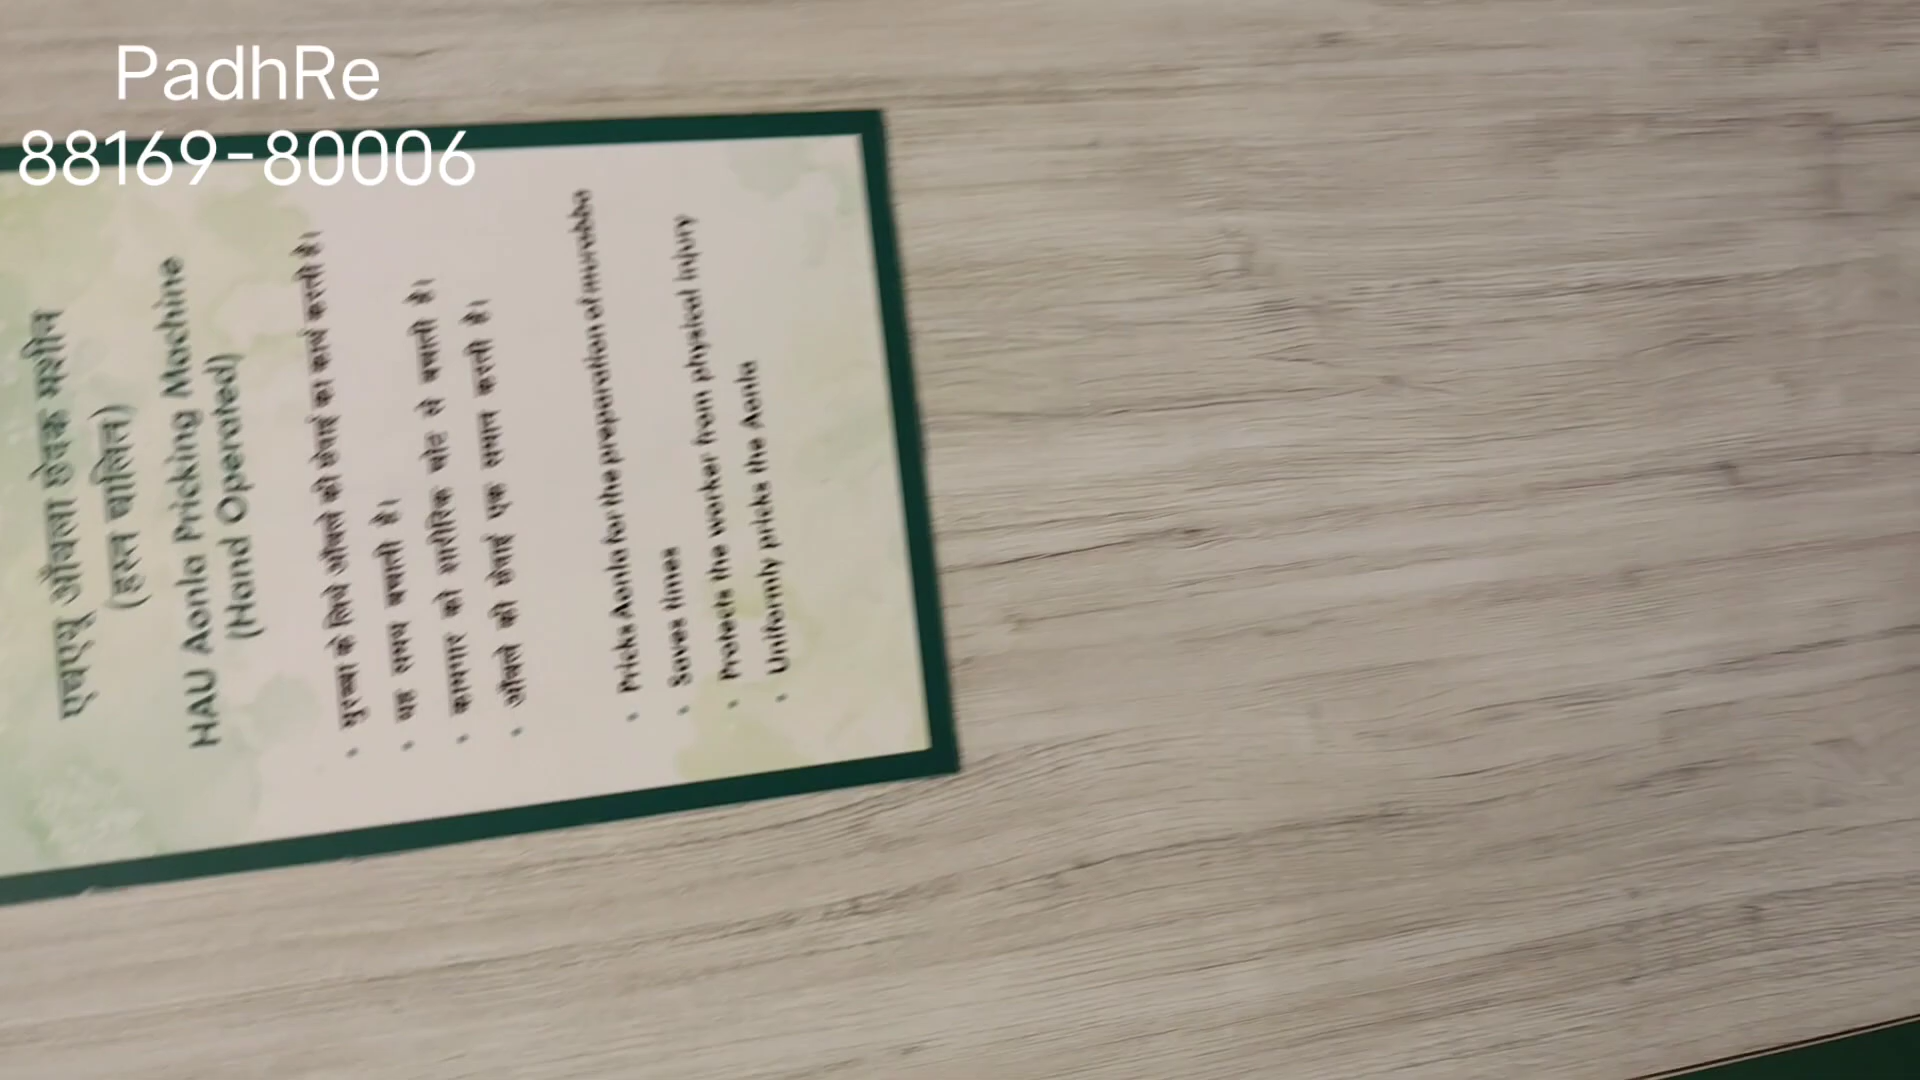 PadhRe
88169-80006
एचएयू आँवला छेदक मशीन
(हस्त चालित)
HAU Aonla Pricking Machine
(Hand Operated)
• मुरब्बा के लिये आँवले की छेदाई का कार्य करती है।
• यह समय बचाती है।
• कामगार को शारीरिक चोट से बचाती है।
• आँवले की छेदाई एक समान करती है।
• Pricks Aonla for the preparation of murabba
• Saves times
• Protects the worker from physical injury
• Uniformly pricks the Aonla